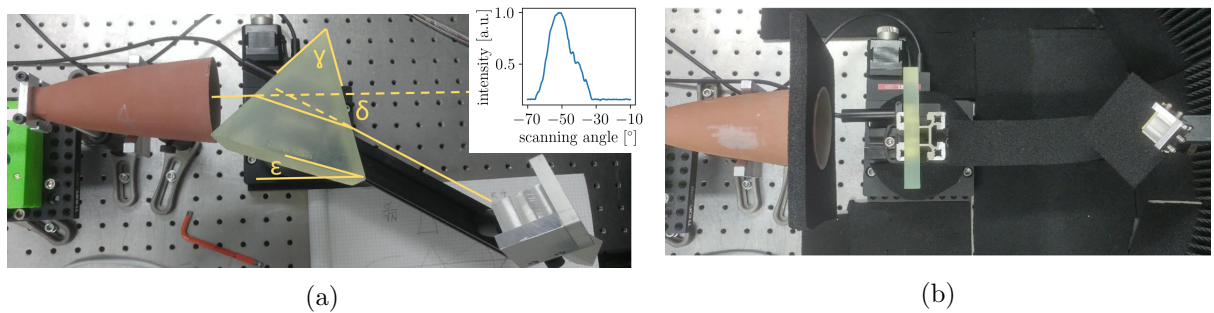 γ
δ
ε
intensity [a.u.]
1.0
0.5
−70 −50 −30 −10
scanning angle [°]
(a)
(b)